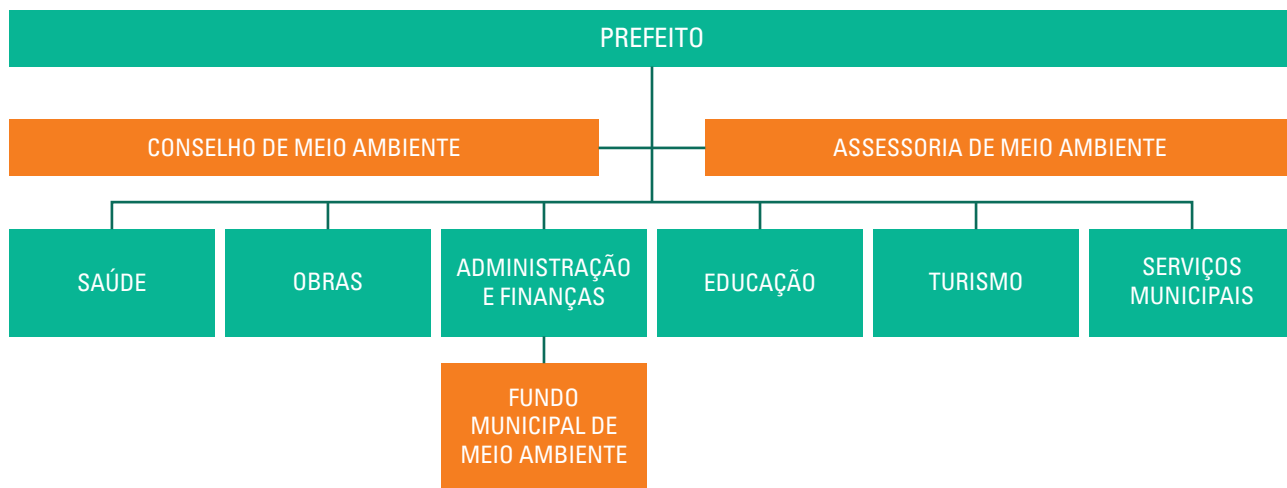 PREFEITO
CONSELHO DE MEIO AMBIENTE
ASSESSORIA DE MEIO AMBIENTE
SAÚDE
OBRAS
ADMINISTRAÇÃO
E FINANÇAS
EDUCAÇÃO
TURISMO
SERVIÇOS
MUNICIPAIS
FUNDO
MUNICIPAL DE
MEIO AMBIENTE